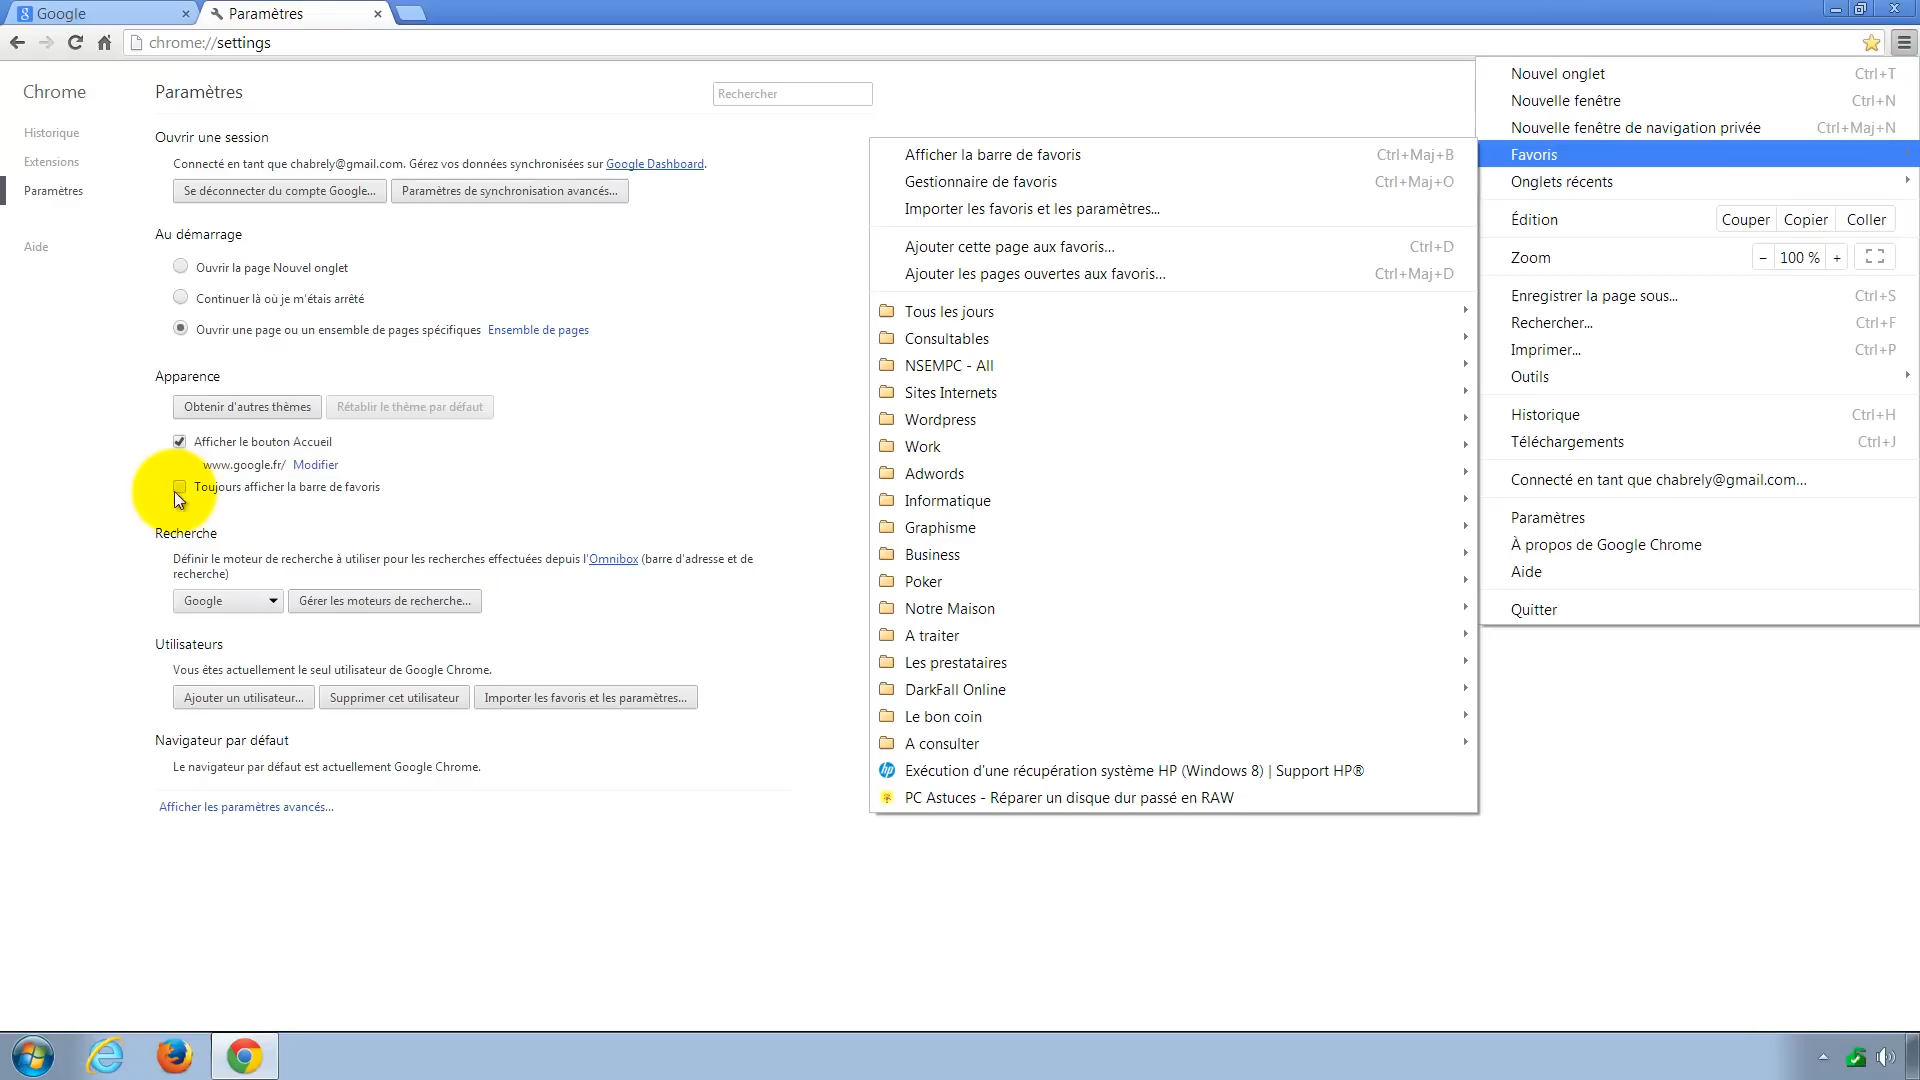 Google
Paramètres
chrome://settings
Chrome
Historique
Extensions
Paramètres
Aide
Paramètres
Rechercher
Ouvrir une session
Connecté en tant que chabrely@gmail.com. Gérez vos données synchronisées sur Google Dashboard.
Se déconnecter du compte Google...
Paramètres de synchronisation avancés...
Au démarrage
Ouvrir la page Nouvel onglet
Continuer là où je m'étais arrêté
Ouvrir une page ou un ensemble de pages spécifiques Ensemble de pages
Apparence
Obtenir d'autres thèmes
Rétablir le thème par défaut
Afficher le bouton Accueil
www.google.fr/ Modifier
Toujours afficher la barre de favoris
Recherche
Définir le moteur de recherche à utiliser pour les recherches effectuées depuis l'Omnibox (barre d'adresse et de
recherche)
Google
Gérer les moteurs de recherche...
Utilisateurs
Vous êtes actuellement le seul utilisateur de Google Chrome.
Ajouter un utilisateur...
Supprimer cet utilisateur
Importer les favoris et les paramètres...
Navigateur par défaut
Le navigateur par défaut est actuellement Google Chrome.
Afficher les paramètres avancés...
Afficher la barre de favoris Ctrl+Maj+B
Gestionnaire de favoris Ctrl+Maj+O
Importer les favoris et les paramètres...
Ajouter cette page aux favoris... Ctrl+D
Ajouter les pages ouvertes aux favoris... Ctrl+Maj+D
Tous les jours
Consultables
NSEMPC - All
Sites Internets
Wordpress
Work
Adwords
Informatique
Graphisme
Business
Poker
Notre Maison
A traiter
Les prestataires
DarkFall Online
Le bon coin
A consulter
Exécution d'une récupération système HP (Windows 8) | Support HP®
PC Astuces - Réparer un disque dur passé en RAW
Nouvel onglet Ctrl+T
Nouvelle fenêtre Ctrl+N
Nouvelle fenêtre de navigation privée Ctrl+Maj+N
Favoris
Onglets récents
Édition Couper Copier Coller
Zoom − 100 % +
Enregistrer la page sous... Ctrl+S
Rechercher... Ctrl+F
Imprimer... Ctrl+P
Outils
Historique Ctrl+H
Téléchargements Ctrl+J
Connecté en tant que chabrely@gmail.com...
Paramètres
À propos de Google Chrome
Aide
Quitter